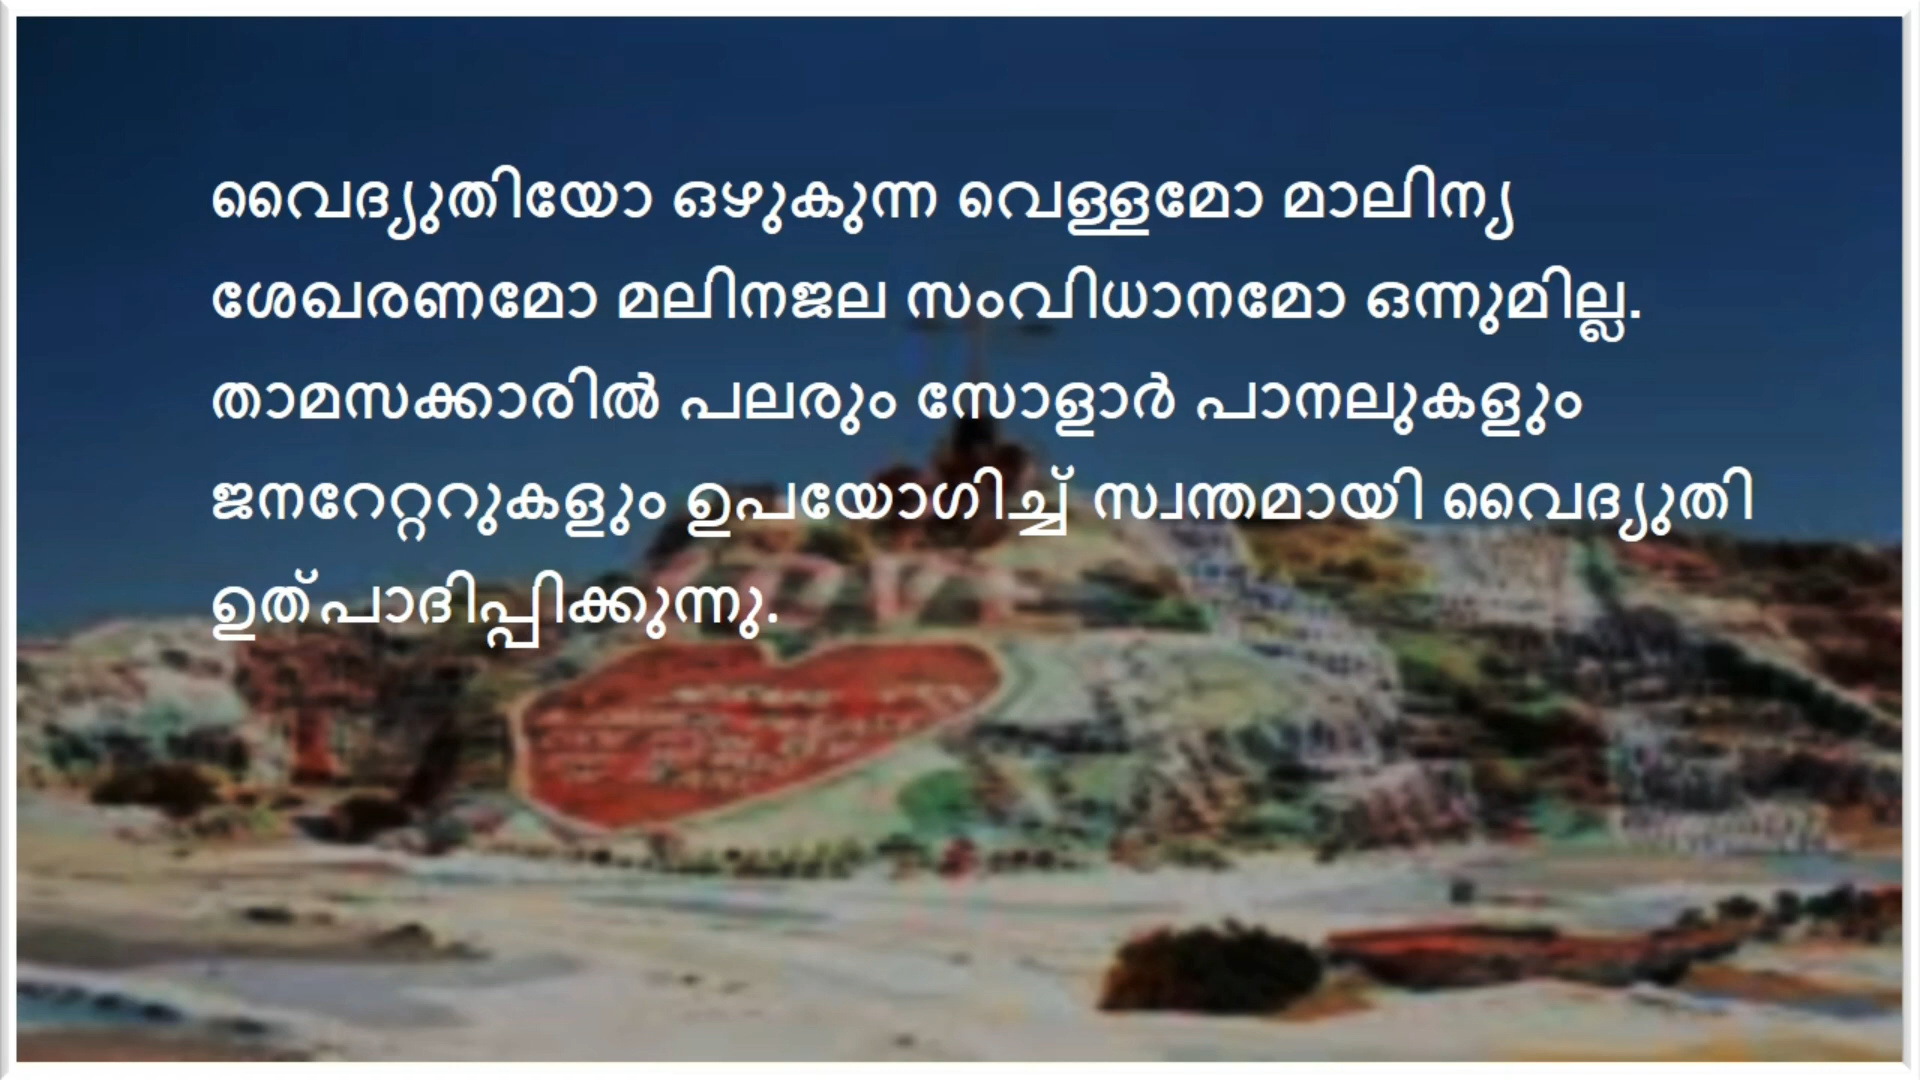 വൈദ്യുതിയോ ഒഴുകുന്ന വെള്ളമോ മാലിന്യ
ശേഖരണമോ മലിനജല സംവിധാനമോ ഒന്നുമില്ല.
താമസക്കാരിൽ പലരും സോളാർ പാനലുകളും
ജനറേറ്ററുകളും ഉപയോഗിച്ച് സ്വന്തമായി വൈദ്യുതി
ഉത്പാദിപ്പിക്കുന്നു.